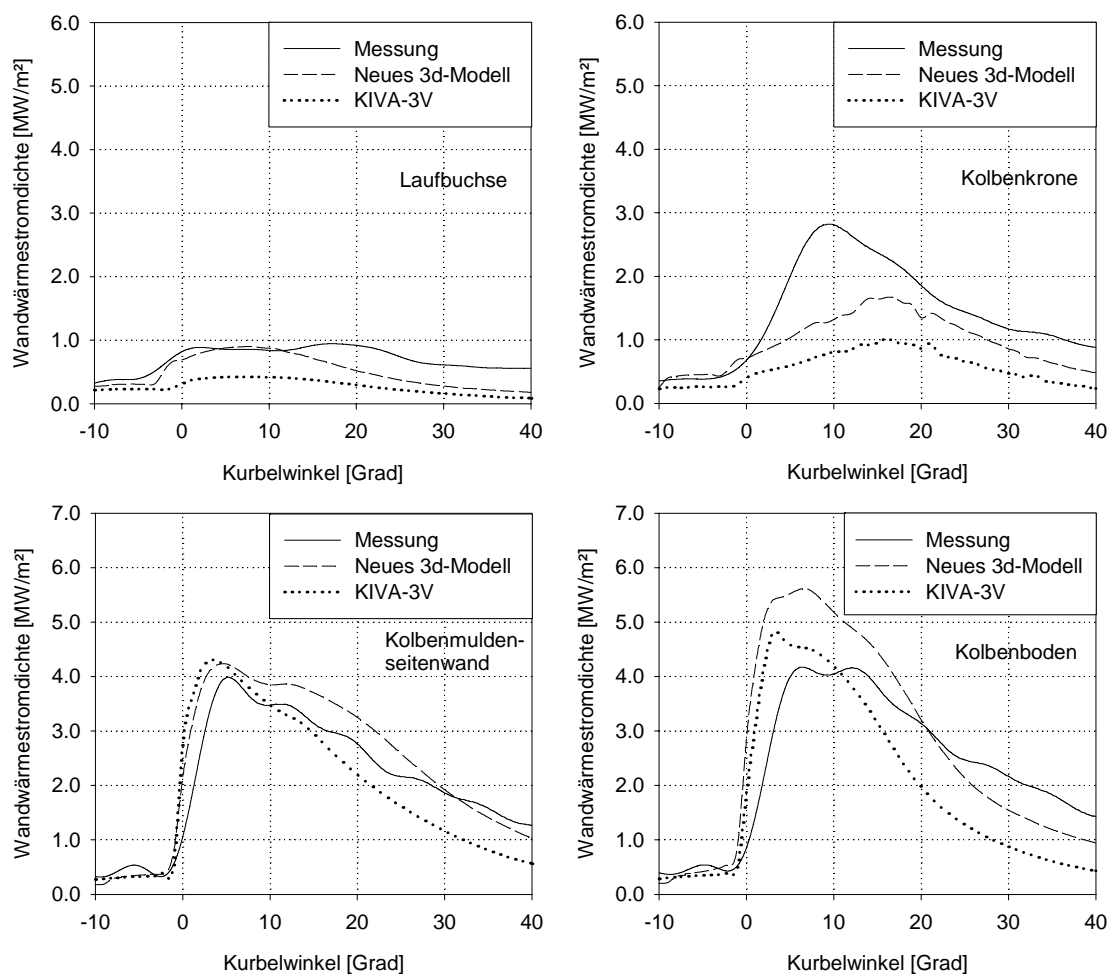 Wandwärmestromdichte [MW/m²]
6.0
5.0
4.0
3.0
2.0
1.0
0.0
Messung
Neues 3d-Modell
KIVA-3V
Laufbuchse
-10 0 10 20 30 40
Kurbelwinkel [Grad]
Wandwärmestromdichte [MW/m²]
6.0
5.0
4.0
3.0
2.0
1.0
0.0
Messung
Neues 3d-Modell
KIVA-3V
Kolbenkrone
-10 0 10 20 30 40
Kurbelwinkel [Grad]
Wandwärmestromdichte [MW/m²]
7.0
6.0
5.0
4.0
3.0
2.0
1.0
0.0
Messung
Neues 3d-Modell
KIVA-3V
Kolbenmulden-
seitenwand
-10 0 10 20 30 40
Kurbelwinkel [Grad]
Wandwärmestromdichte [MW/m²]
7.0
6.0
5.0
4.0
3.0
2.0
1.0
0.0
Messung
Neues 3d-Modell
KIVA-3V
Kolbenboden
-10 0 10 20 30 40
Kurbelwinkel [Grad]